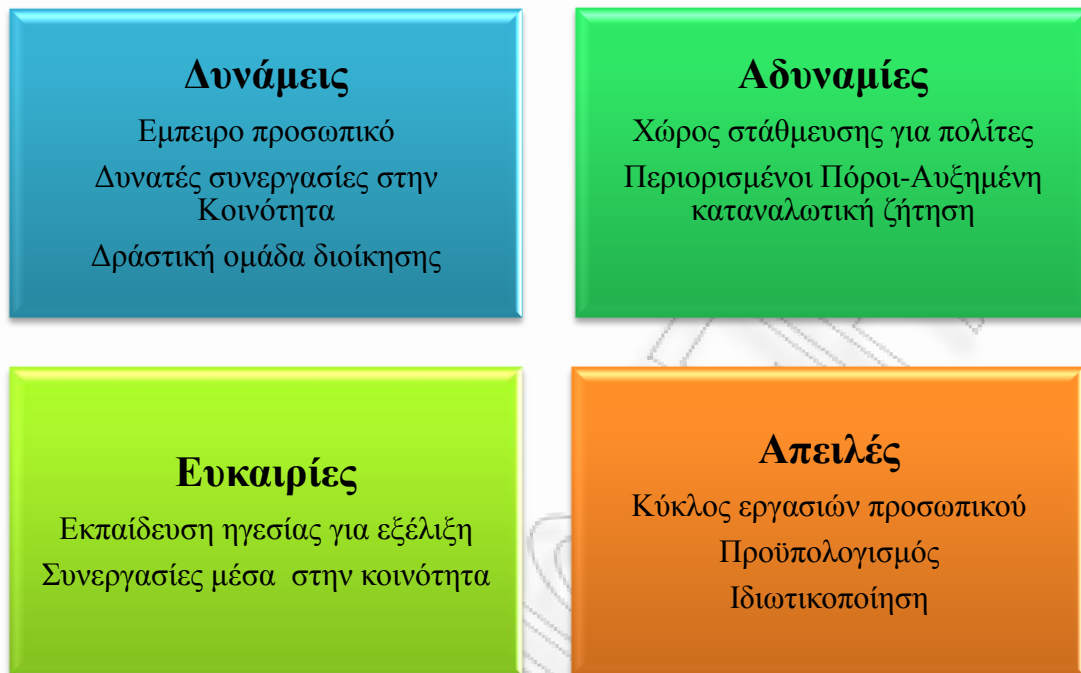 Δυνάμεις
Εμπειρο προσωπικό
Δυνατές συνεργασίες στην
Κοινότητα
Δράστική ομάδα διοίκησης
Αδυναμίες
Χώρος στάθμευσης για πολίτες
Περιορισμένοι Πόροι-Αυξημένη
καταναλωτική ζήτηση
Ευκαιρίες
Εκπαίδευση ηγεσίας για εξέλιξη
Συνεργασίες μέσα  στην κοινότητα
Απειλές
Κύκλος εργασιών προσωπικού
Προϋπολογισμός
Ιδιωτικοποίηση